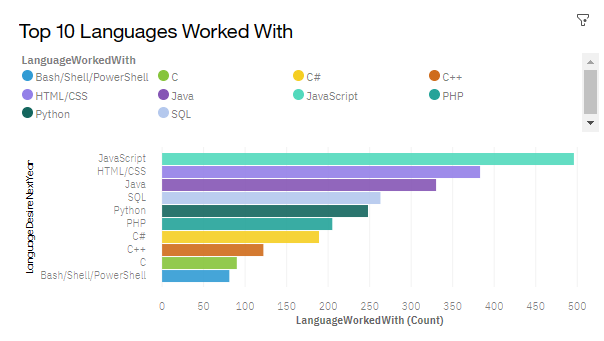 Top 10 Languages Worked With
LanguageWorkedWith
Bash/Shell/PowerShell C C# C++
HTML/CSS Java JavaScript PHP
Python SQL
LanguageDesireNextYear
JavaScript
HTML/CSS
Java
SQL
Python
PHP
C#
C++
C
Bash/Shell/PowerShell
0 50 100 150 200 250 300 350 400 450 500
LanguageWorkedWith (Count)